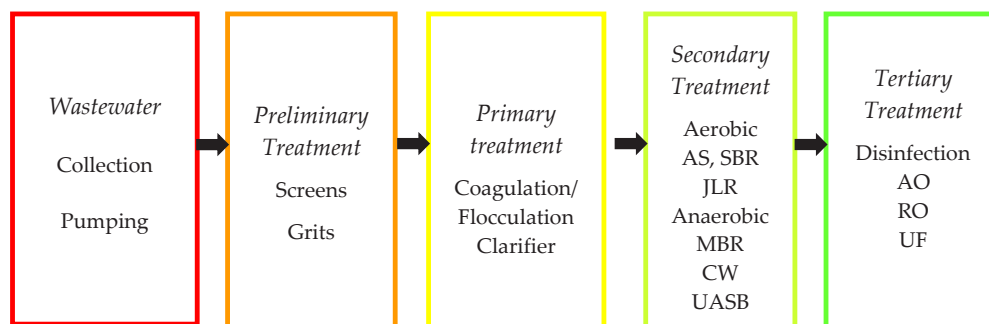 Wastewater
Collection
Pumping
Preliminary
Treatment
Screens
Grits
Primary
treatment
Coagulation/
Flocculation
Clarifier
Secondary
Treatment
Aerobic
AS, SBR
JLR
Anaerobic
MBR
CW
UASB
Tertiary
Treatment
Disinfection
AO
RO
UF